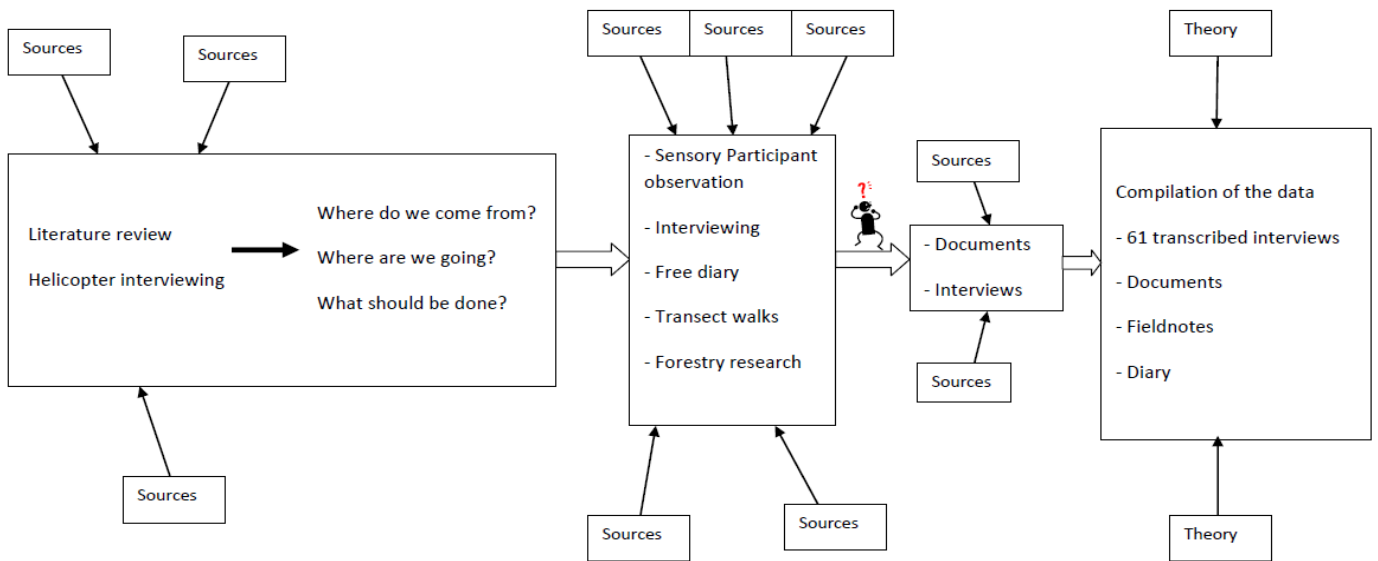 Sources
Sources
Literature review
Helicopter interviewing
Where do we come from?
Where are we going?
What should be done?
Sources
Sources
Sources
Sources
- Sensory Participant
observation
- Interviewing
- Free diary
- Transect walks
- Forestry research
Sources
Sources
?
Sources
- Documents
- Interviews
Sources
Theory
Compilation of the data
- 61 transcribed interviews
- Documents
- Fieldnotes
- Diary
Theory